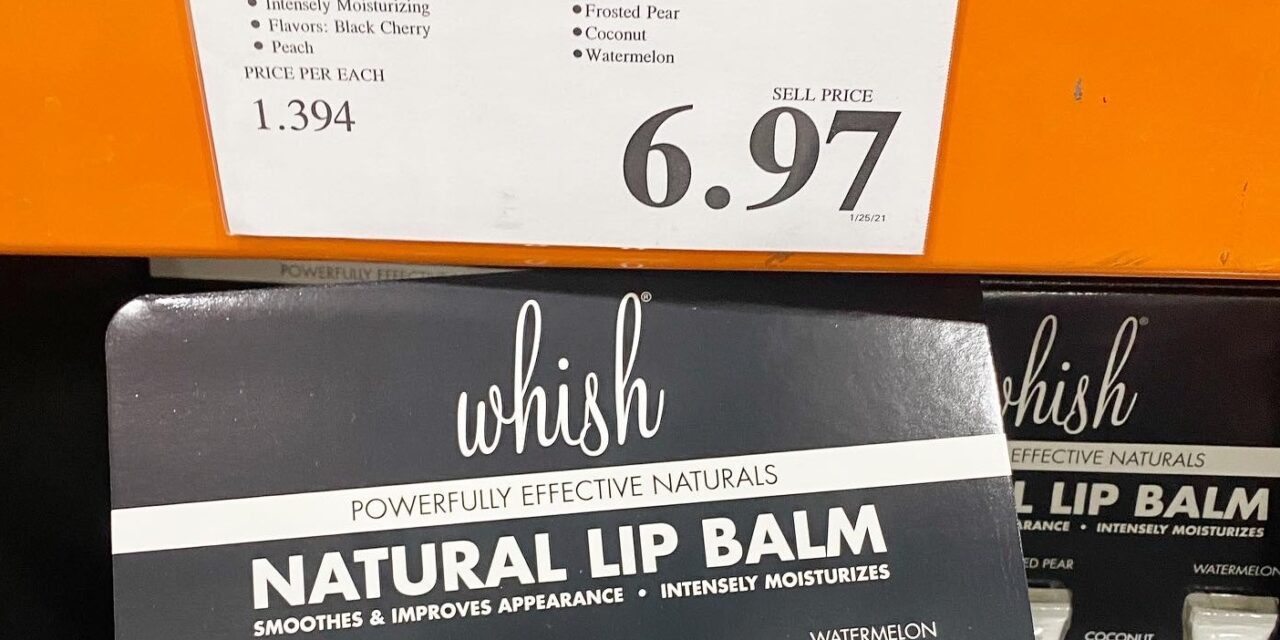 • Intensely Moisturizing
• Flavors: Black Cherry
• Peach
• Frosted Pear
• Coconut
• Watermelon
PRICE PER EACH
1.394
SELL PRICE
6.97
1/25/21
POWERFULLY EFFECTIVE
whish®
POWERFULLY EFFECTIVE NATURALS
NATURAL LIP BALM
SMOOTHES & IMPROVES APPEARANCE • INTENSELY MOISTURIZES
WATERMELON
whish®
EFFECTIVE NATURALS
L LIP BALM
ARANCE • INTENSELY MOISTURIZES
ED PEAR
WATERMELON
COCONUT